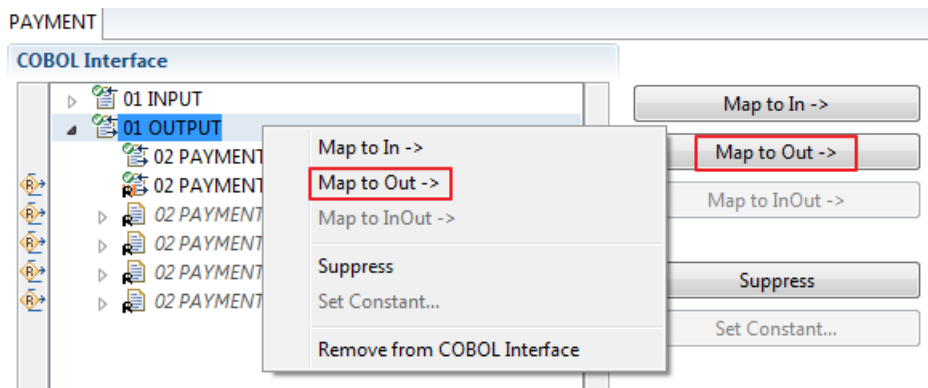 PAYMENT
COBOL Interface
01 INPUT
01 OUTPUT
02 PAYMENT
02 PAYMENT
02 PAYMENT
02 PAYMENT
02 PAYMENT
02 PAYMENT
Map to In ->
Map to Out ->
Map to InOut ->
Suppress
Set Constant...
Remove from COBOL Interface
Map to In ->
Map to Out ->
Map to InOut ->
Suppress
Set Constant...